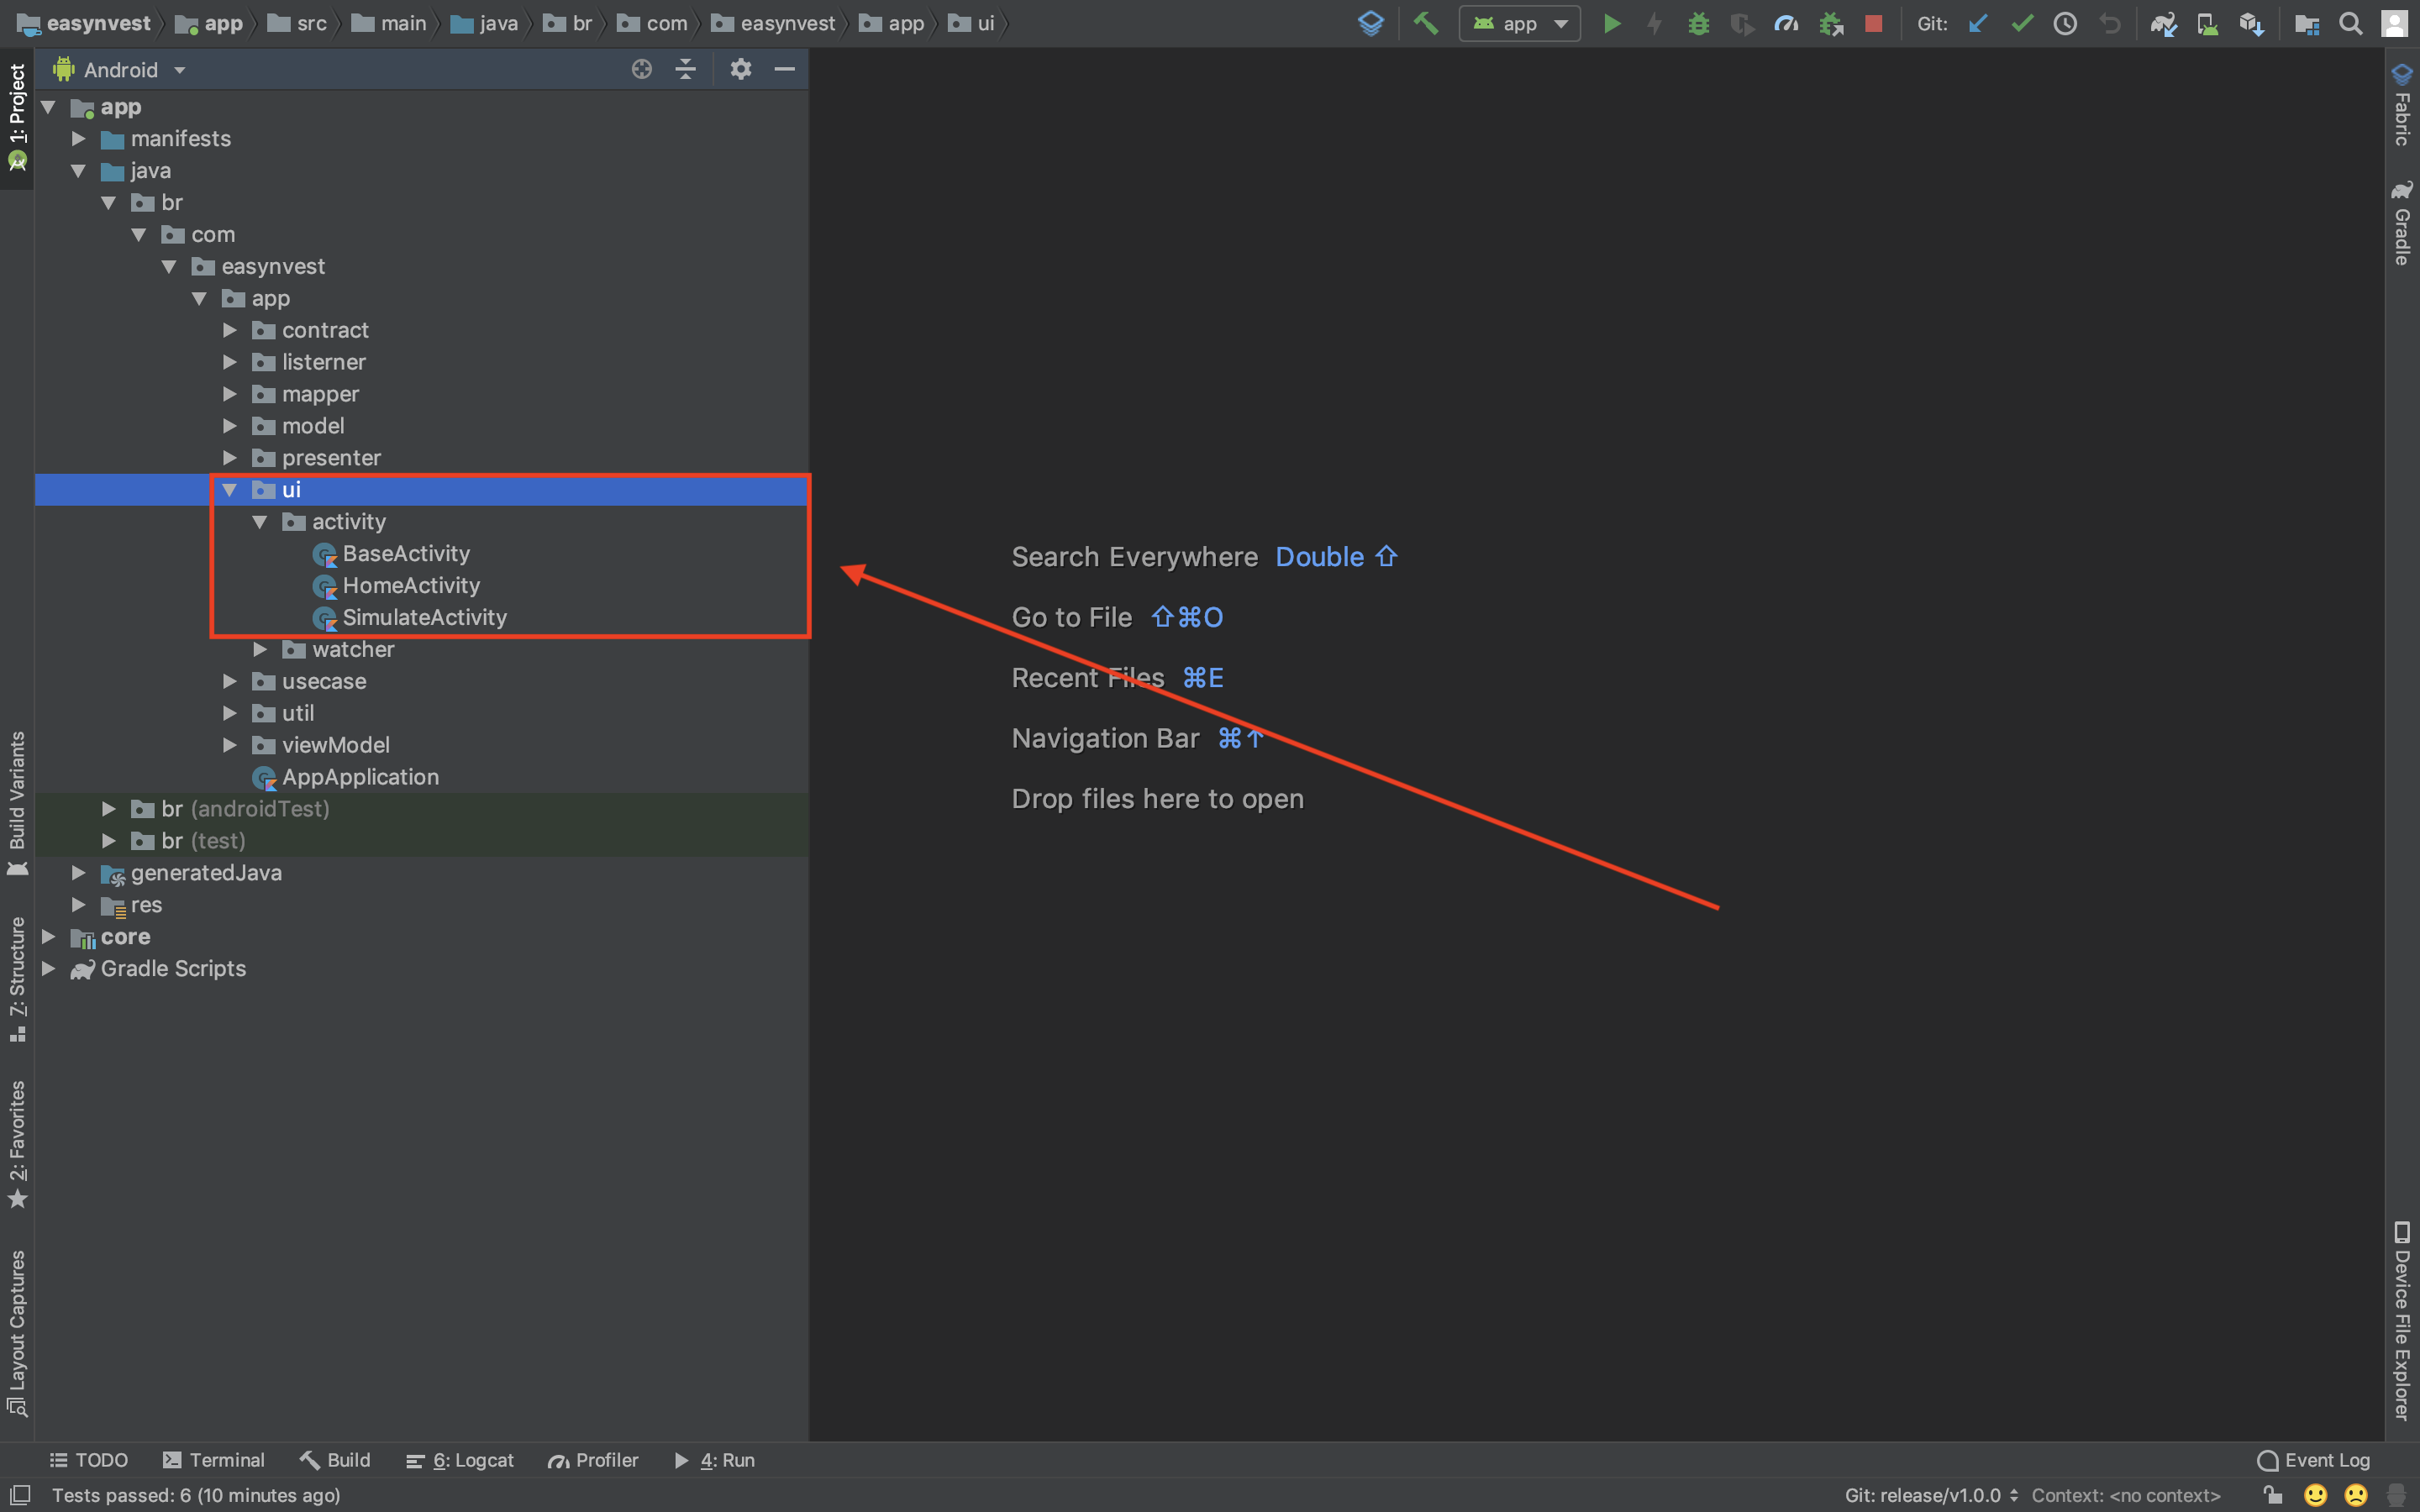 easynvest app src main java br com easynvest app ui
app
Git:
1: Project
Android
app
manifests
java
br
com
easynvest
app
contract
listerner
mapper
model
presenter
ui
activity
BaseActivity
HomeActivity
SimulateActivity
watcher
usecase
util
viewModel
AppApplication
br (androidTest)
br (test)
generatedJava
res
core
Gradle Scripts
Build Variants
7: Structure
2: Favorites
Layout Captures
Search Everywhere Double ⇧
Go to File ⇧⌘O
Recent Files ⌘E
Navigation Bar ⌘↑
Drop files here to open
Fabric
Gradle
Device File Explorer
TODO Terminal Build 6: Logcat Profiler 4: Run Event Log
Tests passed: 6 (10 minutes ago) Git: release/v1.0.0 Context: <no context>